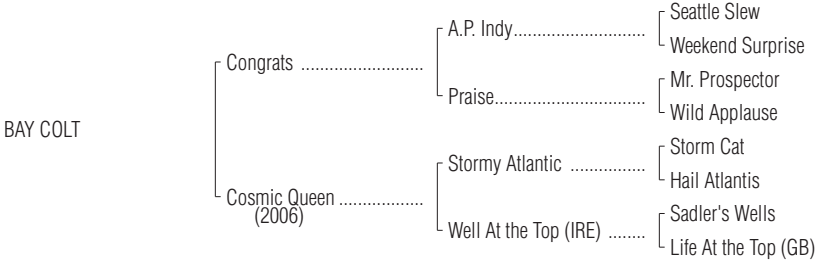 Seattle Slew
A.P. Indy..............................
Weekend Surprise
Congrats ...........................
Mr. Prospector
Praise..................................
Wild Applause
BAY COLT
Storm Cat
Stormy Atlantic .................
Hail Atlantis
Cosmic Queen ...................
(2006)
Sadler's Wells
Well At the Top (IRE) ........
Life At the Top (GB)